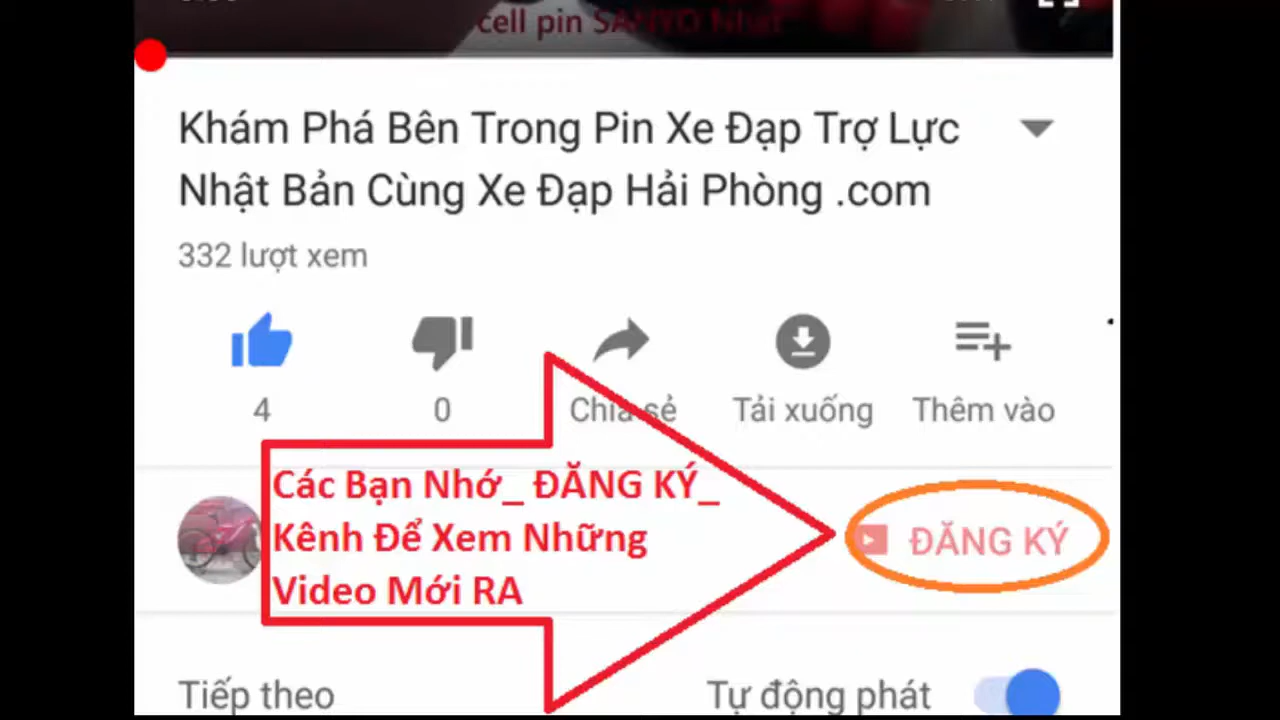 cell pin SANYO Nhật
Khám Phá Bên Trong Pin Xe Đạp Trợ Lực
Nhật Bản Cùng Xe Đạp Hải Phòng .com
332 lượt xem
4
0
Chia sẻ
Tải xuống
Thêm vào
Các Bạn Nhớ_ ĐĂNG KÝ_
Kênh Để Xem Những
Video Mới RA
ĐĂNG KÝ
Tiếp theo
Tự động phát